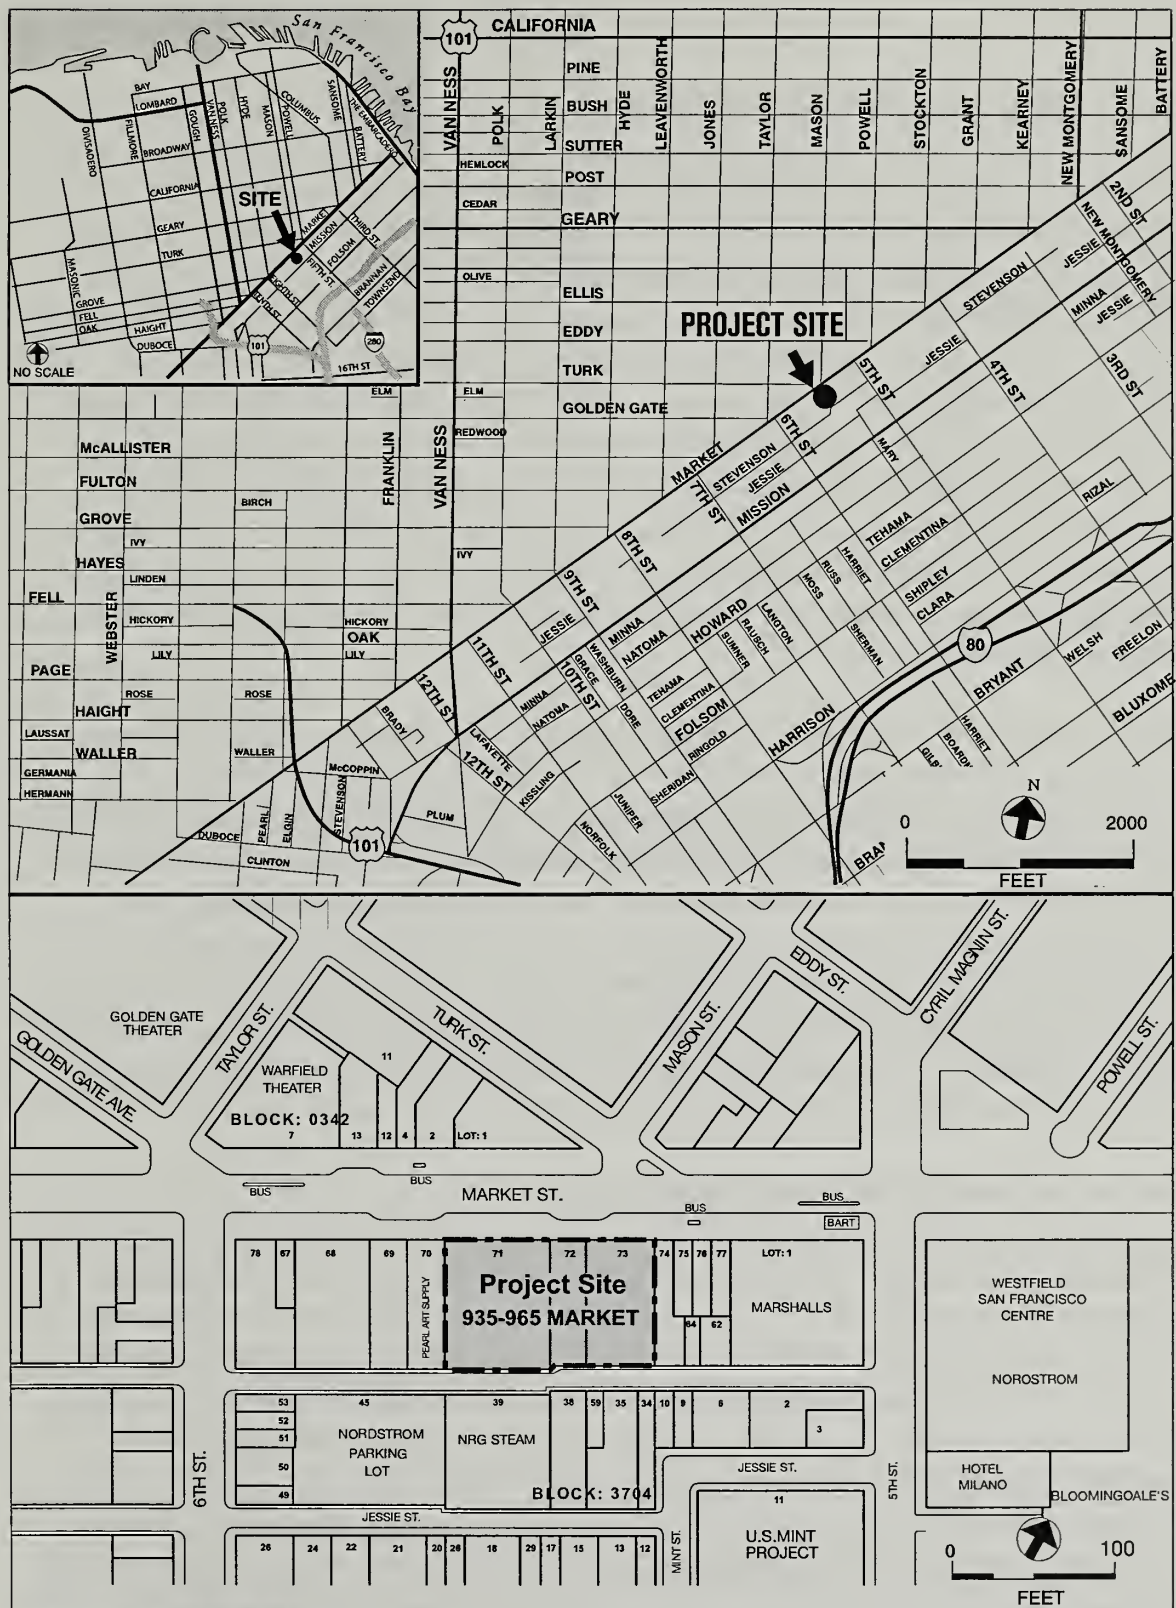 San Francisco Bay
BAY
LOMBARD
DIVISADERO
FILLMORE
BROADWAY
GOUGH
VAN NESS
POLK
HYDE
MASON
POWELL
COLUMBUS
SANSOME
BATTERY
THE EMBARCADERO
CALIFORNIA
SITE
GEARY
TURK
MARKET
MISSION
THIRD ST.
FOLSOM
FIFTH ST.
EIGHTH ST.
TENTH ST.
BRANNAN
TOWNSEND
MASONIC
GROVE
FELL
OAK
HAIGHT
DUBOCE
101
280
16TH ST
NO SCALE
101
CALIFORNIA
VAN NESS
POLK
LARKIN
HYDE
LEAVENWORTH
JONES
TAYLOR
MASON
POWELL
STOCKTON
GRANT
KEARNEY
NEW MONTGOMERY
SANSOME
BATTERY
PINE
BUSH
SUTTER
HEMLOCK
POST
CEDAR
GEARY
OLIVE
ELLIS
EDDY
PROJECT SITE
TURK
ELM
ELM
GOLDEN GATE
REDWOOD
2ND ST
NEW MONTGOMERY
JESSIE
STEVENSON
MINNA
JESSIE
JESSIE
3RD ST
4TH ST
5TH ST
6TH ST
MARY
MARKET
STEVENSON
JESSIE
7TH ST
MISSION
McALLISTER
FULTON
FRANKLIN
VAN NESS
BIRCH
GROVE
IVY
IVY
HAYES
LINDEN
FELL
WEBSTER
HICKORY
HICKORY
OAK
LILY
LILY
PAGE
ROSE
ROSE
HAIGHT
LAUSSAT
WALLER
WALLER
GERMANIA
HERMANN
8TH ST
9TH ST
JESSIE
MINNA
NATOMA
HOWARD
11TH ST
12TH ST
BRADY
McCOPPIN
STEVENSON
PEARL
ELGIN
DUBOCE
CLINTON
101
PLUM
LAFAYETTE
12TH ST
MINNA
NATOMA
10TH ST
GRACE
WASHBURN
DORE
KISSLING
TEHAMA
CLEMENTINA
FOLSOM
RINGOLD
SHERIDAN
JUNIPER
NORFOLK
SUMNER
RAUSCH
LANGTON
HARRISON
MOSS
RUSS
HARRIET
SHERMAN
TEHAMA
CLEMENTINA
SHIPLEY
CLARA
RIZAL
80
WELSH
FREELON
BRYANT
BLUXOME
HARRIET
BOARDM
GILB
BRAN
N
0
2000
FEET
GOLDEN GATE THEATER
GOLDEN GATE AVE.
TAYLOR ST.
TURK ST.
MASON ST.
EDDY ST.
CYRIL MAGNIN ST.
POWELL ST.
WARFIELD THEATER
11
BLOCK: 0342
7
13
12
4
2
LOT: 1
BUS
BUS
MARKET ST.
BUS
BUS
BART
78
67
68
69
70
71
72
73
74
75
76
77
LOT: 1
PEARL ART SUPPLY
Project Site
935-965 MARKET
64
62
MARSHALLS
WESTFIELD
SAN FRANCISCO
CENTRE
NOROSTROM
53
52
51
50
49
45
NORDSTROM
PARKING
LOT
39
NRG STEAM
38
59
35
34
10
9
6
2
3
BLOCK: 3704
JESSIE ST.
JESSIE ST.
6TH ST.
5TH ST.
HOTEL
MILANO
BLOOMINGOALE'S
26
24
22
21
20
26
18
29
17
15
13
12
MINT ST.
11
U.S.MINT
PROJECT
0
100
FEET